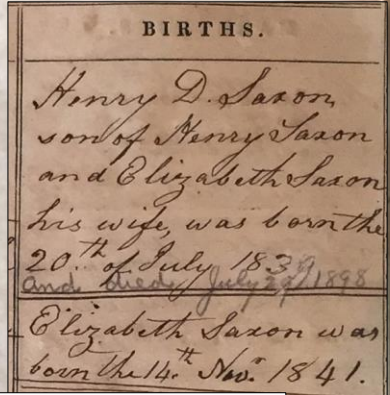 BIRTHS.
Henry D. Saxon,
son of Henry Saxon
and Elizabeth Saxon
his wife, was born the
20th of July 1839
and died July 1898
Elizabeth Saxon was
born the 14th Novr 1841.